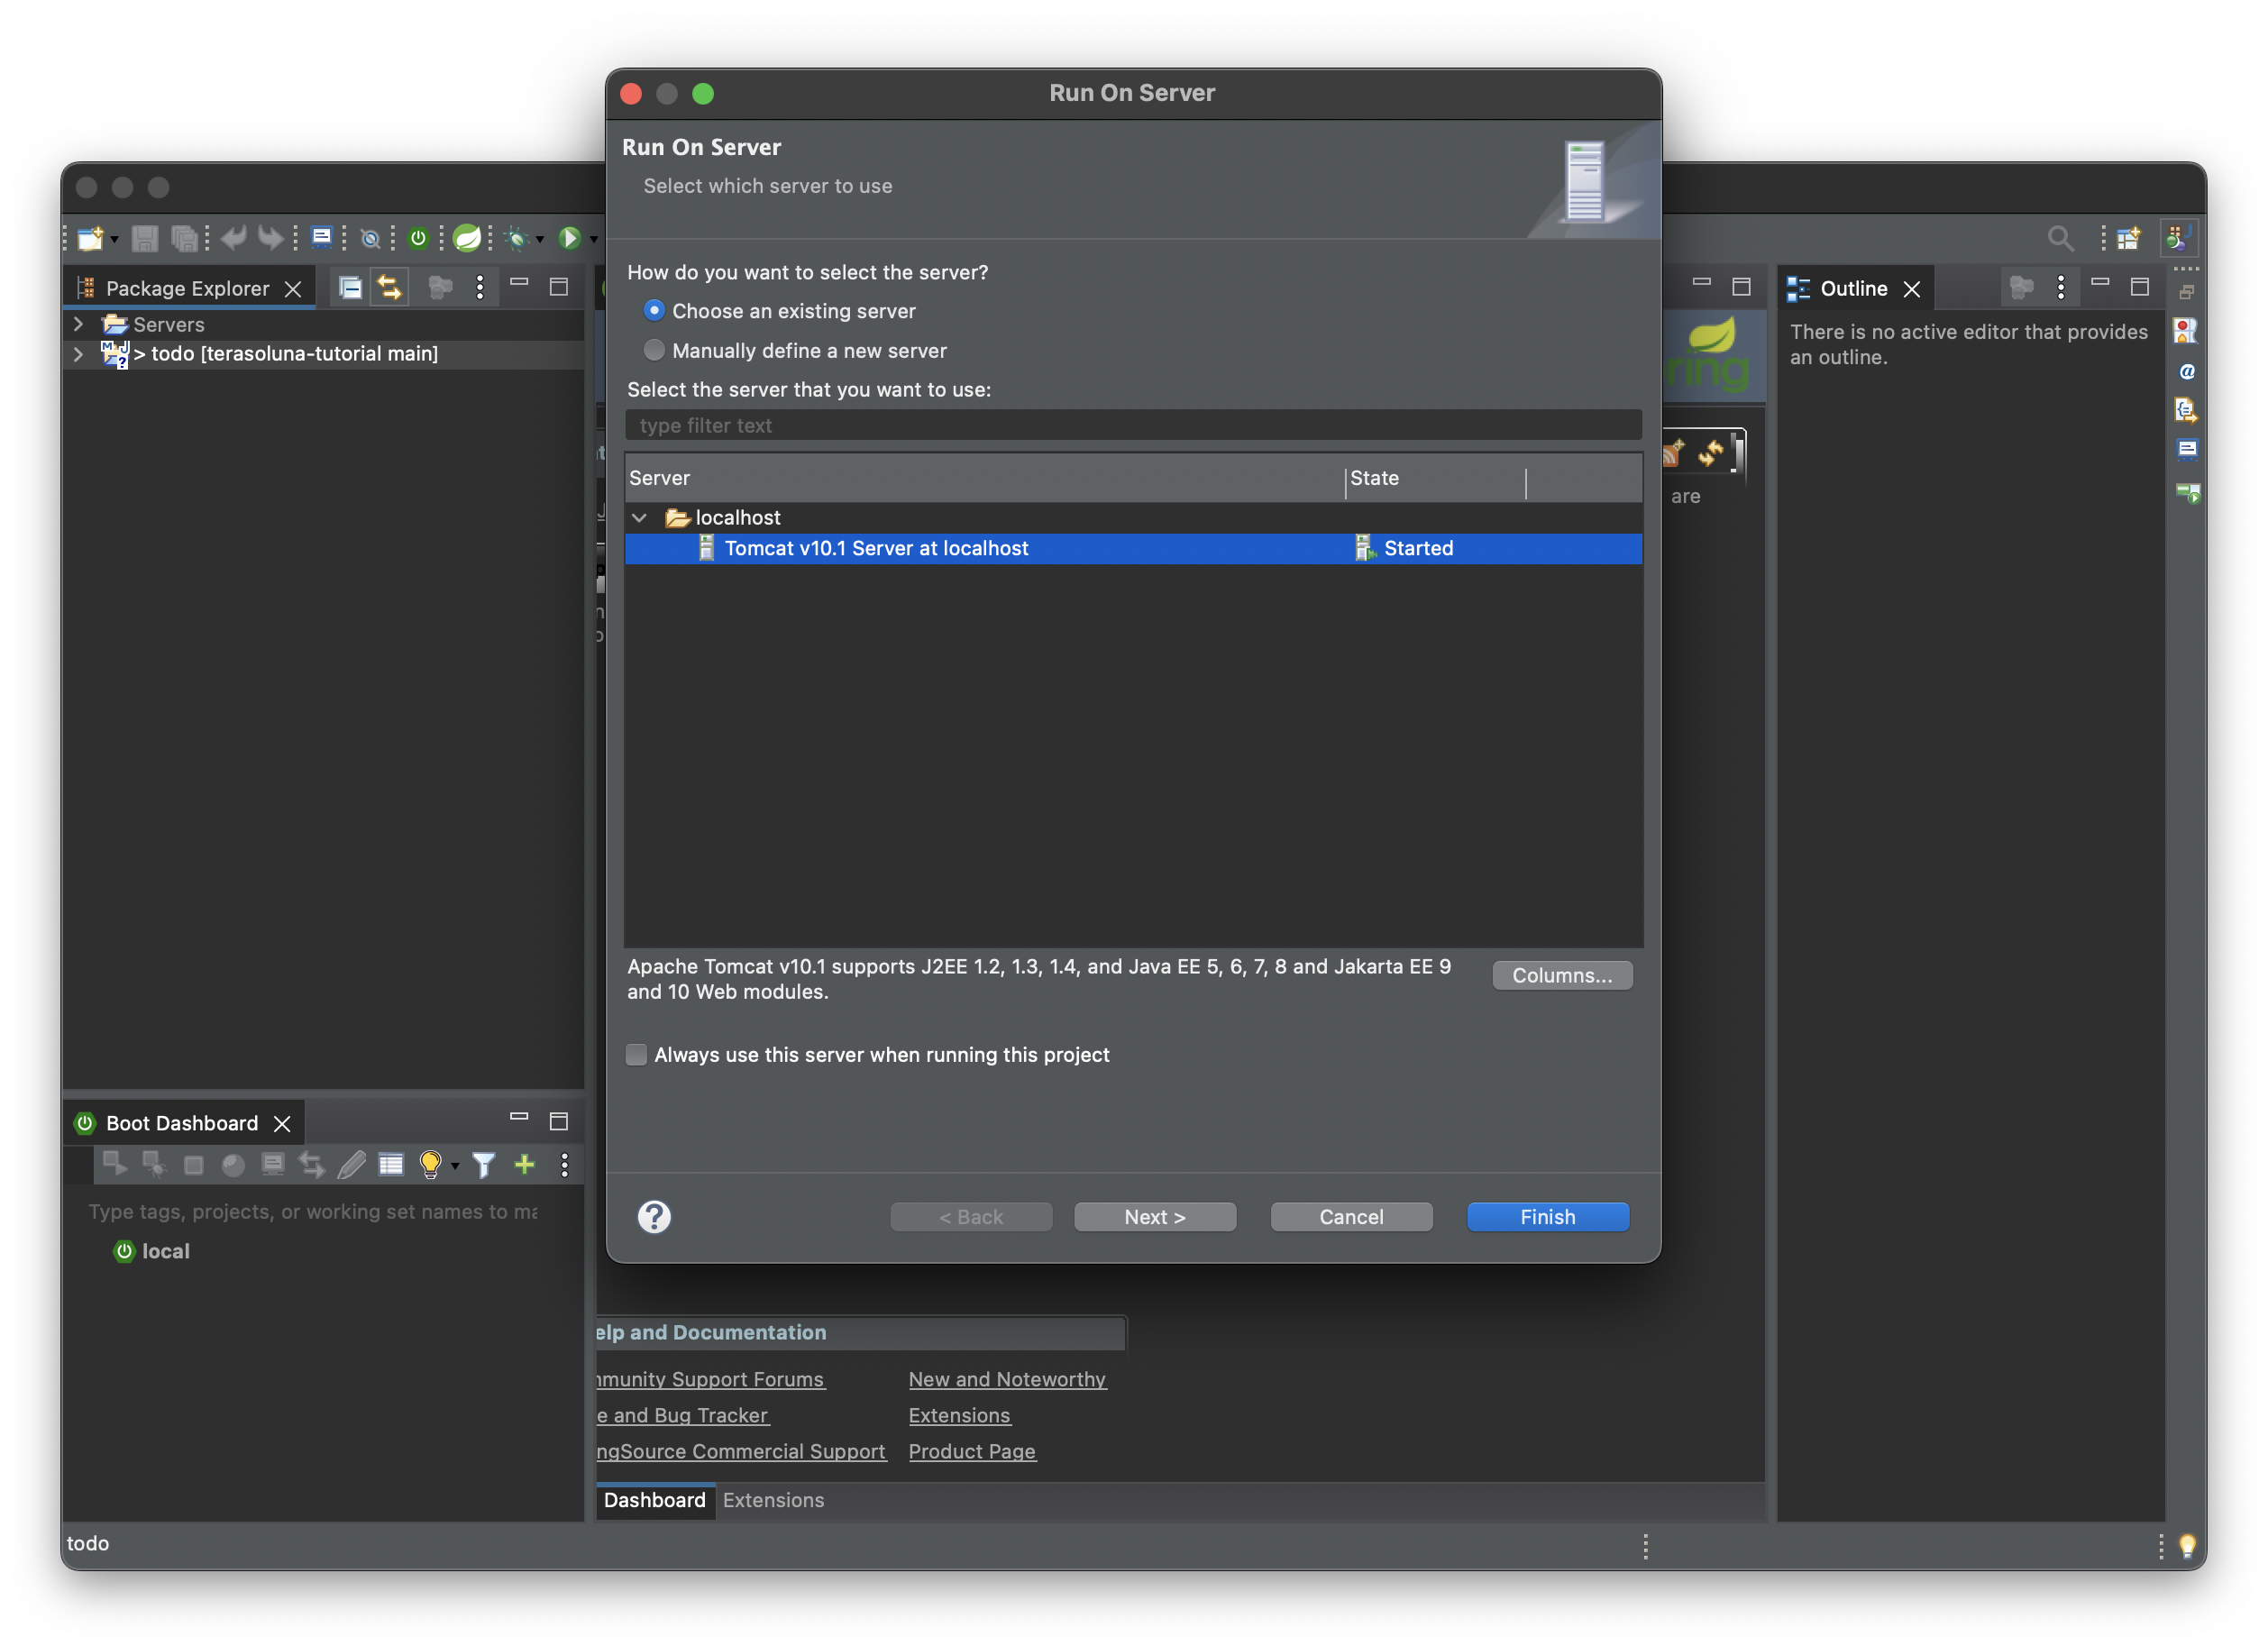 Run On Server
Run On Server
Select which server to use
How do you want to select the server?
Choose an existing server
Manually define a new server
Select the server that you want to use:
type filter text
Server State
localhost
Tomcat v10.1 Server at localhost Started
Apache Tomcat v10.1 supports J2EE 1.2, 1.3, 1.4, and Java EE 5, 6, 7, 8 and Jakarta EE 9
and 10 Web modules.
Columns...
Always use this server when running this project
< Back Next > Cancel Finish
Package Explorer
Servers
> todo [terasoluna-tutorial main]
Boot Dashboard
Type tags, projects, or working set names to ma
local
ring
are
elp and Documentation
mmunity Support Forums New and Noteworthy
e and Bug Tracker Extensions
ngSource Commercial Support Product Page
Dashboard Extensions
Outline
There is no active editor that provides
an outline.
todo